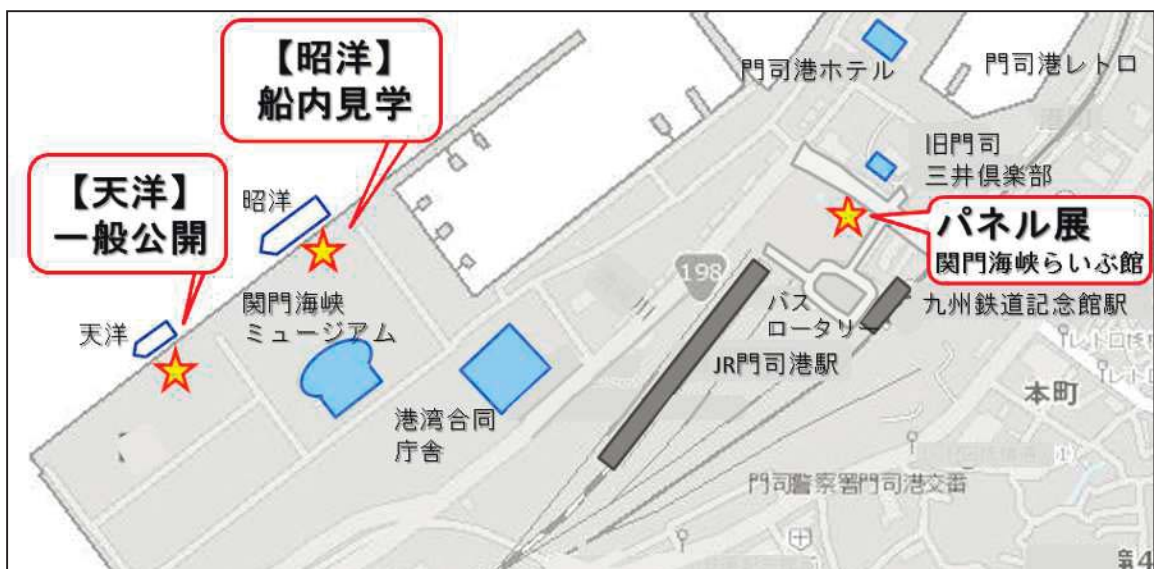 【昭洋】
船内見学
【天洋】
一般公開
昭洋
天洋
関門海峡
ミュージアム
港湾合同
庁舎
198
門司港ホテル
門司港レトロ
旧門司
三井倶楽部
パネル展
関門海峡らいぶ館
九州鉄道記念館駅
バス
ロータリー
JR門司港駅
本町
門司警察署門司港交番